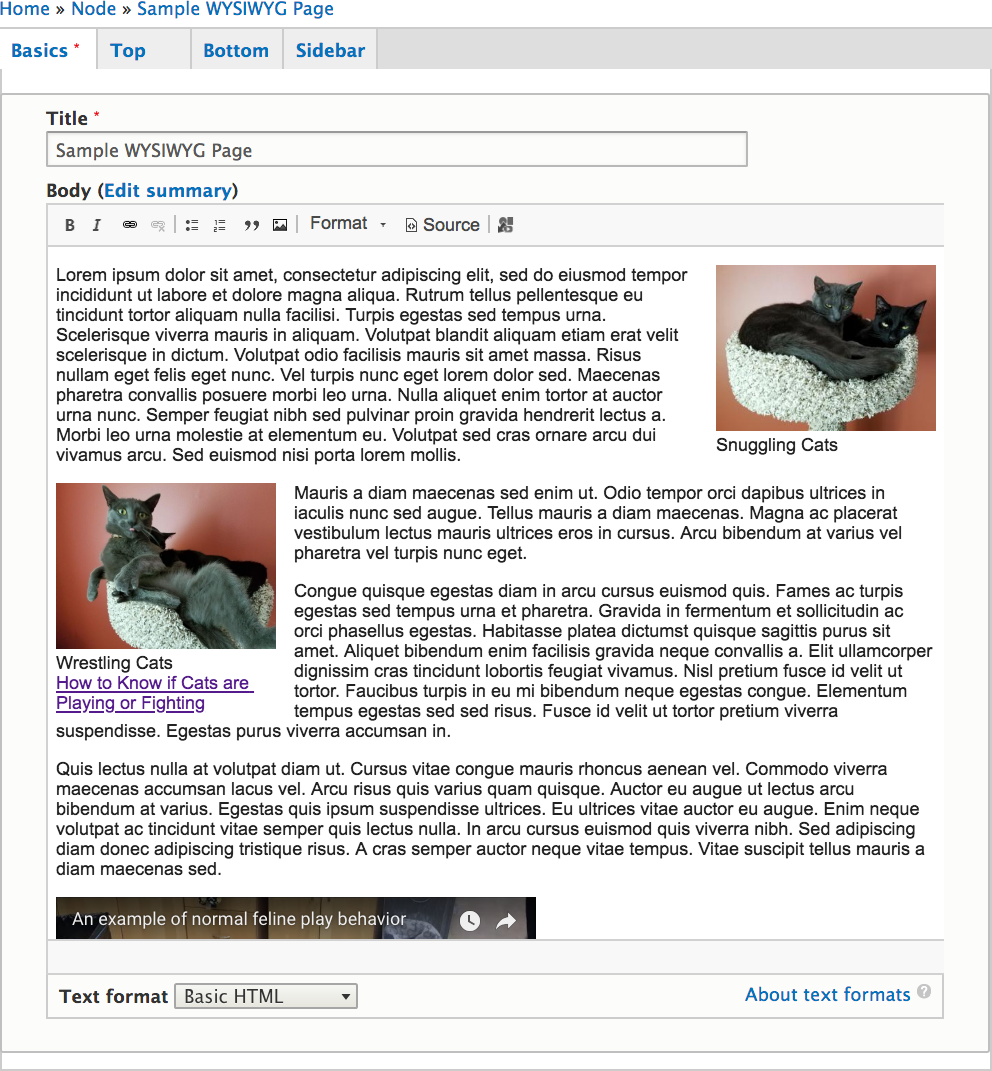 Home » Node » Sample WYSIWYG Page
Basics * Top Bottom Sidebar
Title *
Sample WYSIWYG Page
Body (Edit summary)
B I Format Source
Lorem ipsum dolor sit amet, consectetur adipiscing elit, sed do eiusmod tempor
incididunt ut labore et dolore magna aliqua. Rutrum tellus pellentesque eu
tincidunt tortor aliquam nulla facilisi. Turpis egestas sed tempus urna.
Scelerisque viverra mauris in aliquam. Volutpat blandit aliquam etiam erat velit
scelerisque in dictum. Volutpat odio facilisis mauris sit amet massa. Risus
nullam eget felis eget nunc. Vel turpis nunc eget lorem dolor sed. Maecenas
pharetra convallis posuere morbi leo urna. Nulla aliquet enim tortor at auctor
urna nunc. Semper feugiat nibh sed pulvinar proin gravida hendrerit lectus a.
Morbi leo urna molestie at elementum eu. Volutpat sed cras ornare arcu dui
vivamus arcu. Sed euismod nisi porta lorem mollis.
Snuggling Cats
Mauris a diam maecenas sed enim ut. Odio tempor orci dapibus ultrices in
iaculis nunc sed augue. Tellus mauris a diam maecenas. Magna ac placerat
vestibulum lectus mauris ultrices eros in cursus. Arcu bibendum at varius vel
pharetra vel turpis nunc eget.
Wrestling Cats
How to Know if Cats are
Playing or Fighting
Congue quisque egestas diam in arcu cursus euismod quis. Fames ac turpis
egestas sed tempus urna et pharetra. Gravida in fermentum et sollicitudin ac
orci phasellus egestas. Habitasse platea dictumst quisque sagittis purus sit
amet. Aliquet bibendum enim facilisis gravida neque convallis a. Elit ullamcorper
dignissim cras tincidunt lobortis feugiat vivamus. Nisl pretium fusce id velit ut
tortor. Faucibus turpis in eu mi bibendum neque egestas congue. Elementum
tempus egestas sed sed risus. Fusce id velit ut tortor pretium viverra
suspendisse. Egestas purus viverra accumsan in.
Quis lectus nulla at volutpat diam ut. Cursus vitae congue mauris rhoncus aenean vel. Commodo viverra
maecenas accumsan lacus vel. Arcu risus quis varius quam quisque. Auctor eu augue ut lectus arcu
bibendum at varius. Egestas quis ipsum suspendisse ultrices. Eu ultrices vitae auctor eu augue. Enim neque
volutpat ac tincidunt vitae semper quis lectus nulla. In arcu cursus euismod quis viverra nibh. Sed adipiscing
diam donec adipiscing tristique risus. A cras semper auctor neque vitae tempus. Vitae suscipit tellus mauris a
diam maecenas sed.
An example of normal feline play behavior
Text format Basic HTML About text formats ?